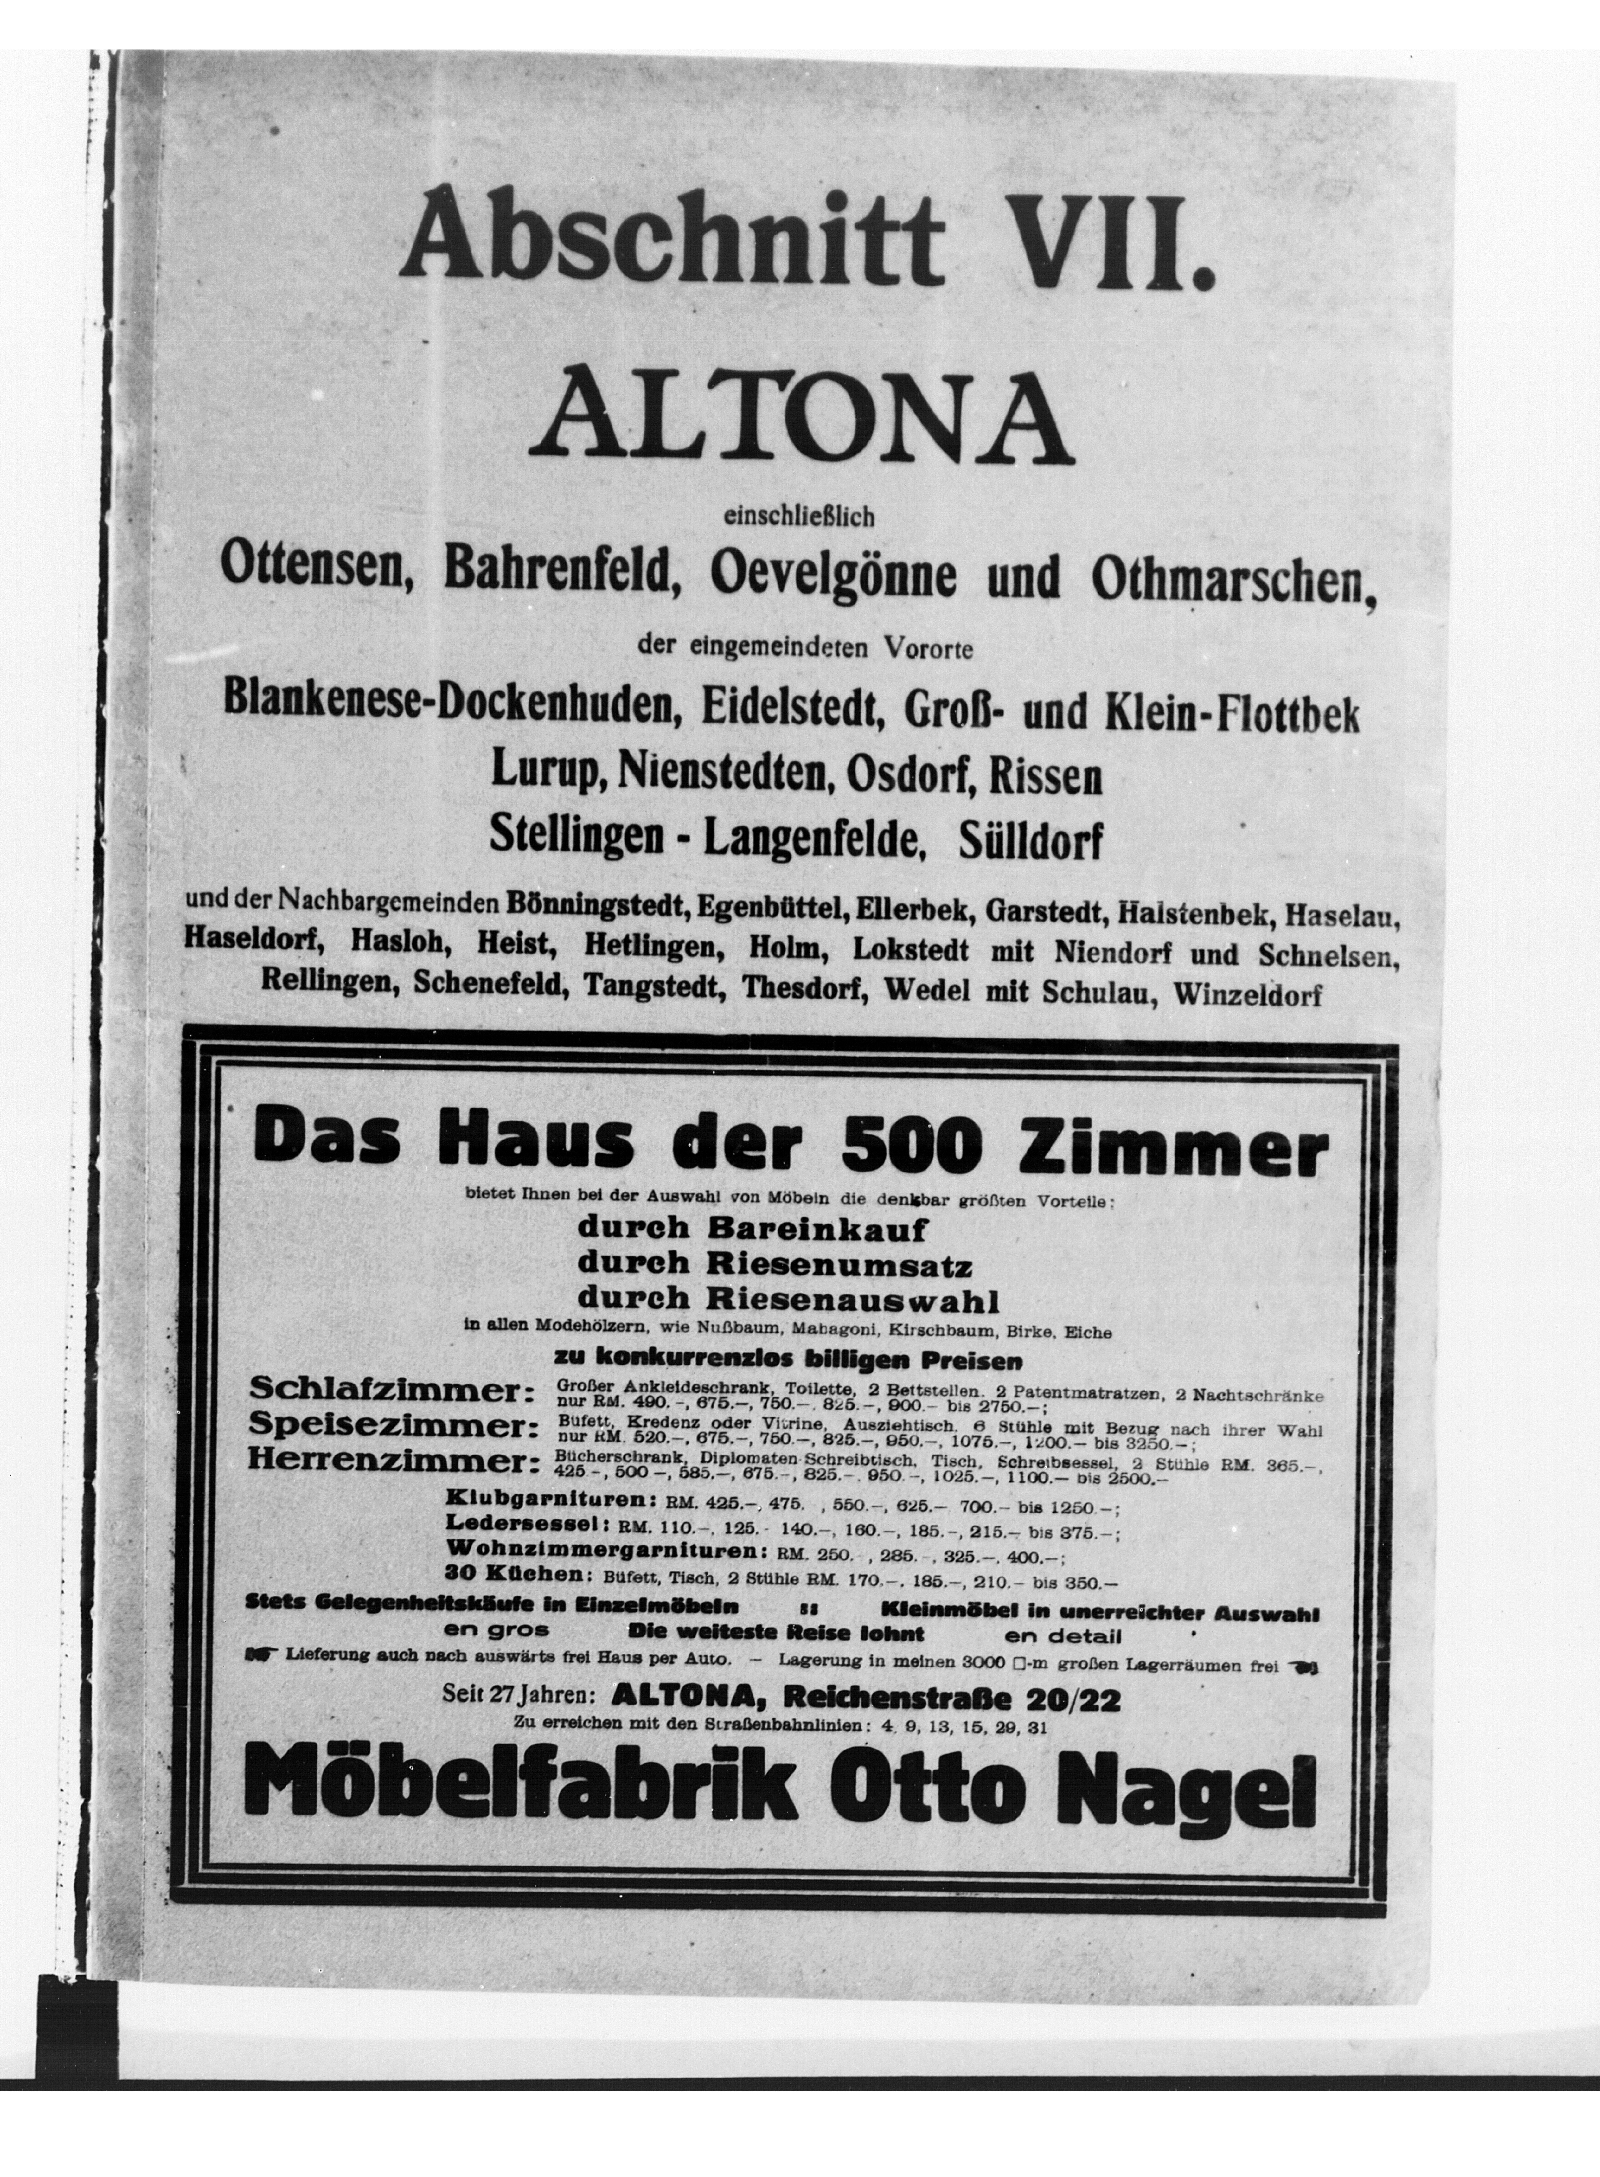 Abschnitt VII.
ALTONA
einschließlich
Ottensen, Bahrenfeld, Oevelgönne und Othmarschen,
der eingemeindeten Vororte
Blankenese-Dockenhuden, Eidelstedt, Groß- und Klein-Flottbek
Lurup, Nienstedten, Osdorf, Rissen
Stellingen - Langenfelde, Sülldorf
und der Nachbargemeinden Bönningstedt, Egenbüttel, Ellerbek, Garstedt, Halstenbek, Haselau,
Haseldorf, Hasloh, Heist, Hetlingen, Holm, Lokstedt mit Niendorf und Schnelsen,
Rellingen, Schenefeld, Tangstedt, Thesdorf, Wedel mit Schulau, Winzeldorf
Das Haus der 500 Zimmer
bietet Ihnen bei der Auswahl von Möbeln die denkbar größten Vorteile:
durch Bareinkauf
durch Riesenumsatz
durch Riesenauswahl
in allen Modehölzern, wie Nußbaum, Mahagoni, Kirschbaum, Birke, Eiche
zu konkurrenzlos billigen Preisen
Schlafzimmer: Großer Ankleideschrank, Toilette, 2 Bettstellen, 2 Patentmatratzen, 2 Nachtschränke
nur RM. 490.-, 675.-, 750.-, 825.-, 900.- bis 2750.-;
Speisezimmer: Büfett, Kredenz oder Vitrine, Ausziehtisch, 6 Stühle mit Bezug nach ihrer Wahl
nur RM. 520.-, 675.-, 750.-, 825.-, 950.-, 1075.-, 1200.- bis 3250.-;
Herrenzimmer: Bücherschrank, Diplomaten-Schreibtisch, Tisch, Schreibsessel, 2 Stühle RM. 365.-,
425.-, 500.-, 585.-, 675.-, 825.-, 950.-, 1025.-, 1100.- bis 2500.-
Klubgarnituren: RM. 425.-, 475. , 550.-, 625.- 700.- bis 1250.-;
Ledersessel: RM. 110.-, 125.- 140.-, 160.-, 185.-, 215.- bis 375.-;
Wohnzimmergarnituren: RM. 250.-, 285.-, 325.-, 400.-;
30 Küchen: Büfett, Tisch, 2 Stühle RM. 170.-, 185.-, 210.- bis 350.-
Stets Gelegenheitskäufe in Einzelmöbeln :: Kleinmöbel in unerreichter Auswahl
en gros Die weiteste Reise lohnt en detail
Lieferung auch nach auswärts frei Haus per Auto. - Lagerung in meinen 3000 □-m großen Lagerräumen frei
Seit 27 Jahren: ALTONA, Reichenstraße 20/22
Zu erreichen mit den Straßenbahnlinien: 4, 9, 13, 15, 29, 31
Möbelfabrik Otto Nagel